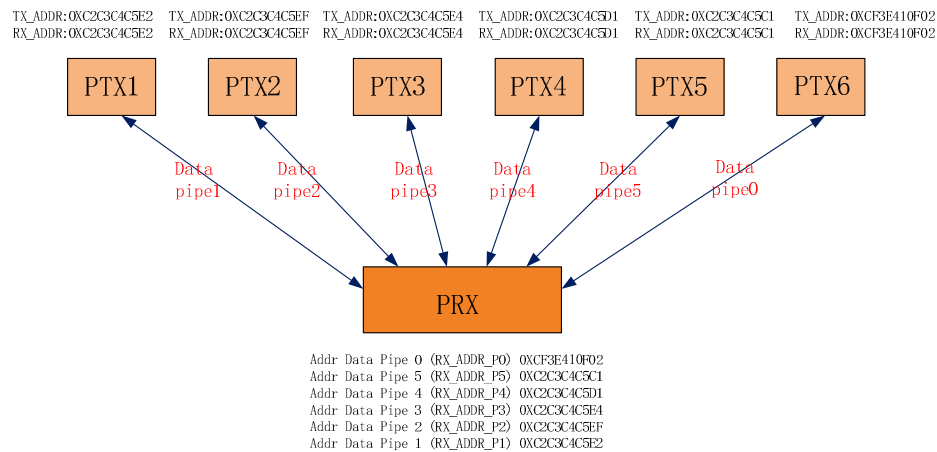 TX_ADDR:0XC2C3C4C5E2 TX_ADDR:0XC2C3C4C5EF TX_ADDR:0XC2C3C4C5E4 TX_ADDR:0XC2C3C4C5D1 TX_ADDR:0XC2C3C4C5C1 TX_ADDR:0XCF3E410F02
RX_ADDR:0XC2C3C4C5E2 RX_ADDR:0XC2C3C4C5EF RX_ADDR:0XC2C3C4C5E4 RX_ADDR:0XC2C3C4C5D1 RX_ADDR:0XC2C3C4C5C1 RX_ADDR:0XCF3E410F02
PTX1 PTX2 PTX3 PTX4 PTX5 PTX6
Data Data Data Data Data Data
pipe1 pipe2 pipe3 pipe4 pipe5 pipe0
PRX
Addr Data Pipe 0 (RX_ADDR_P0) 0XCF3E410F02
Addr Data Pipe 5 (RX_ADDR_P5) 0XC2C3C4C5C1
Addr Data Pipe 4 (RX_ADDR_P4) 0XC2C3C4C5D1
Addr Data Pipe 3 (RX_ADDR_P3) 0XC2C3C4C5E4
Addr Data Pipe 2 (RX_ADDR_P2) 0XC2C3C4C5EF
Addr Data Pipe 1 (RX_ADDR_P1) 0XC2C3C4C5E2